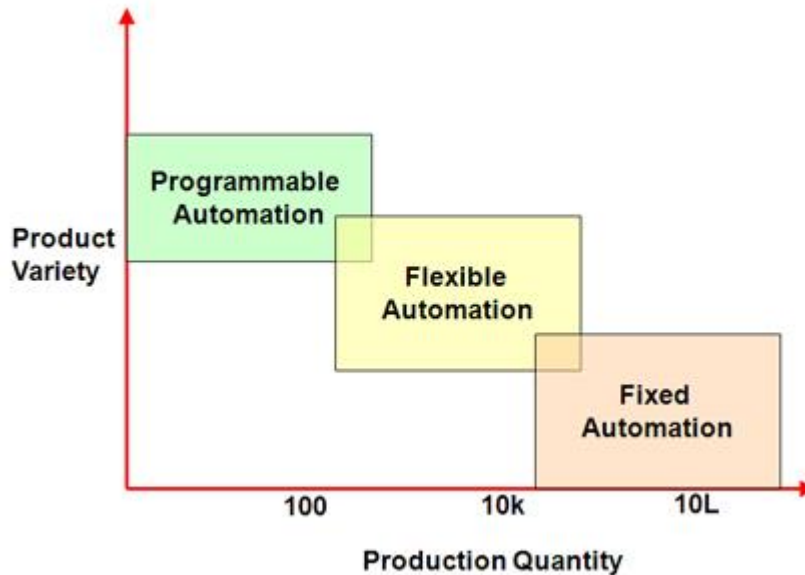 Programmable
Automation
Product
Variety
Flexible
Automation
Fixed
Automation
100
10k
10L
Production Quantity